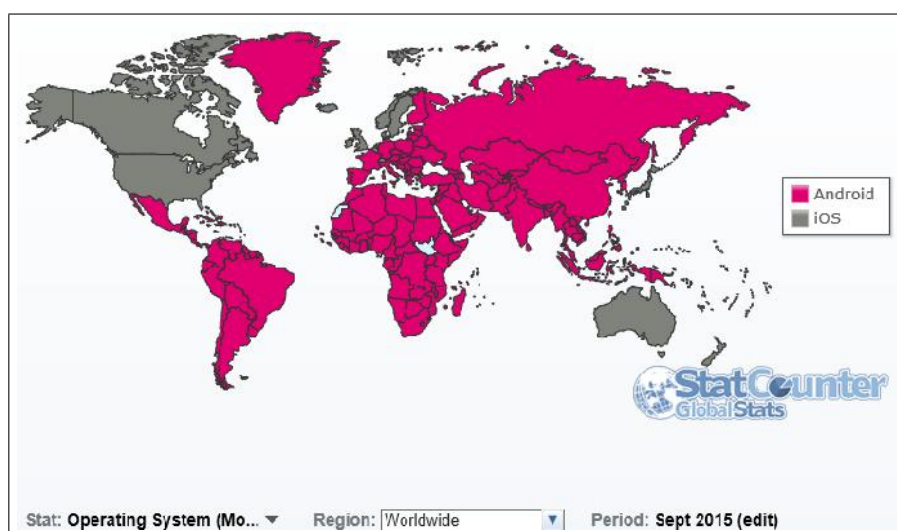 Android
iOS
StatCounter
GlobalStats
Stat: Operating System (Mo... Region: Worldwide Period: Sept 2015 (edit)